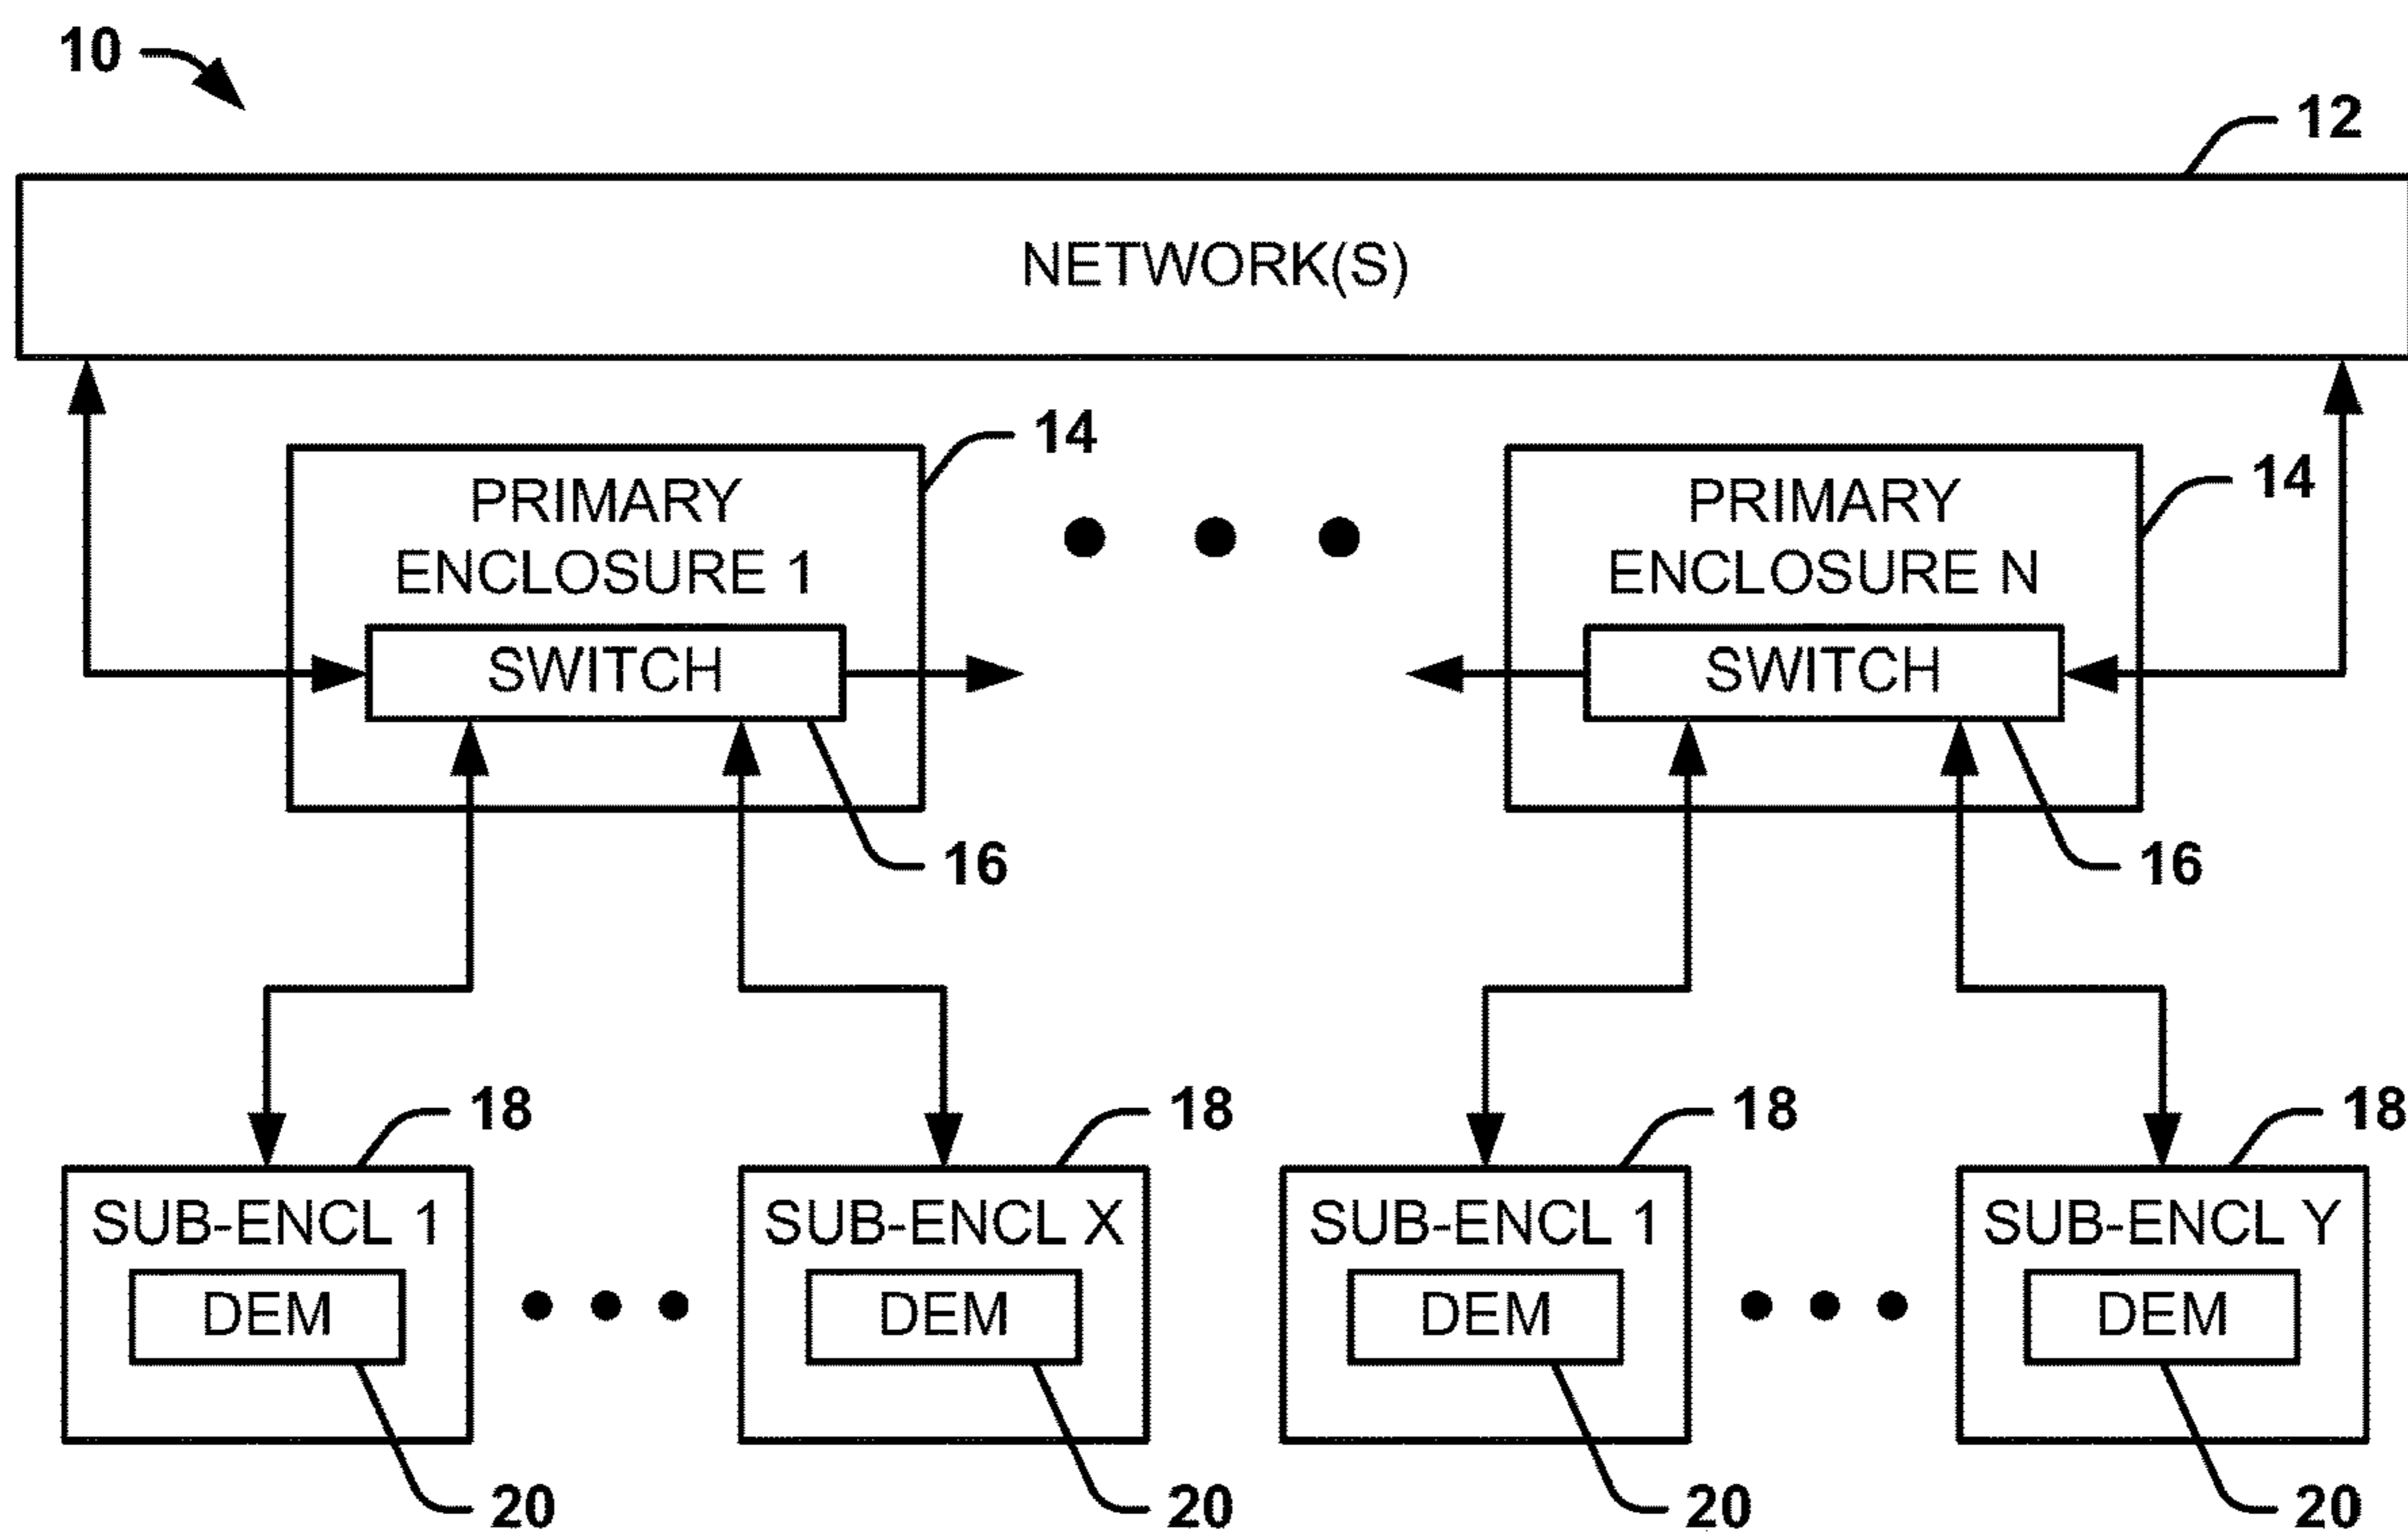 10
12
NETWORK(S)
14
PRIMARY
ENCLOSURE 1
SWITCH
16
14
PRIMARY
ENCLOSURE N
SWITCH
16
18
SUB-ENCL 1
DEM
20
18
SUB-ENCL X
DEM
20
18
SUB-ENCL 1
DEM
20
18
SUB-ENCL Y
DEM
20